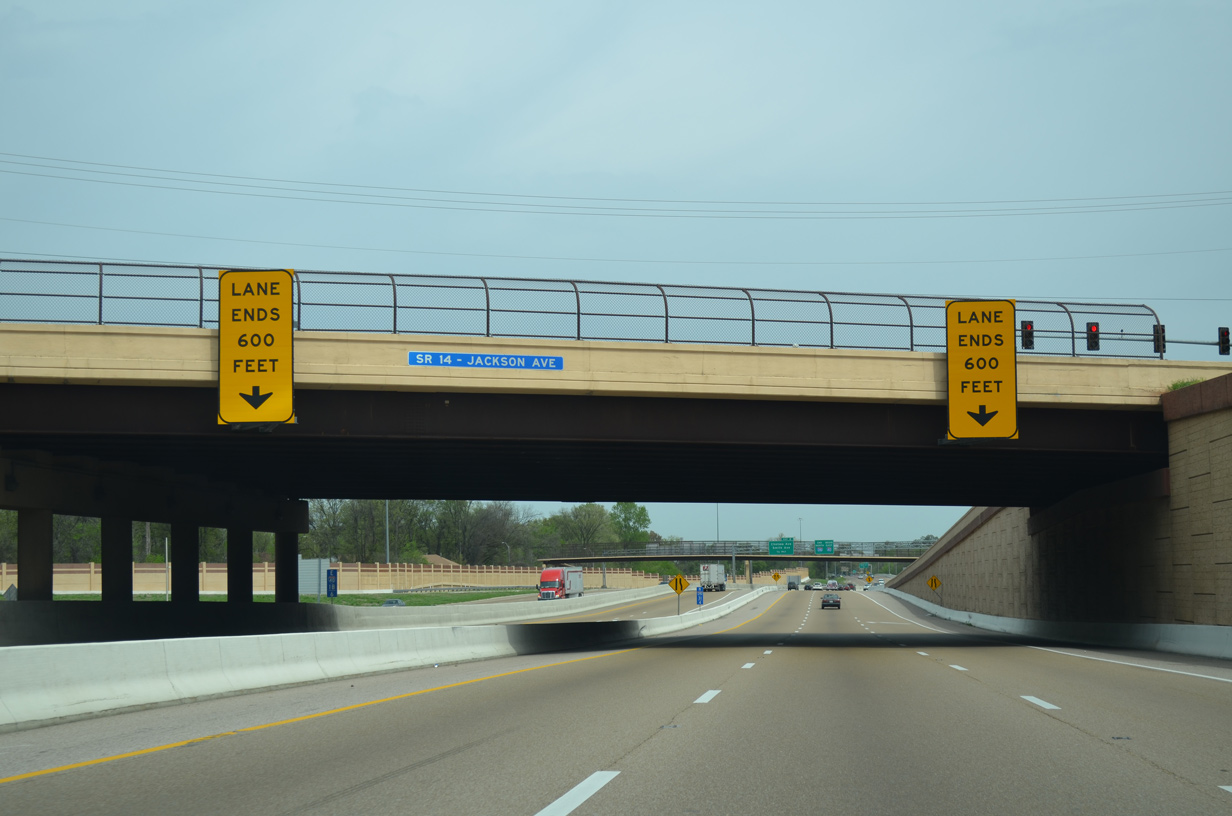 LANE
ENDS
600
FEET
SR 14 - JACKSON AVE
LANE
ENDS
600
FEET